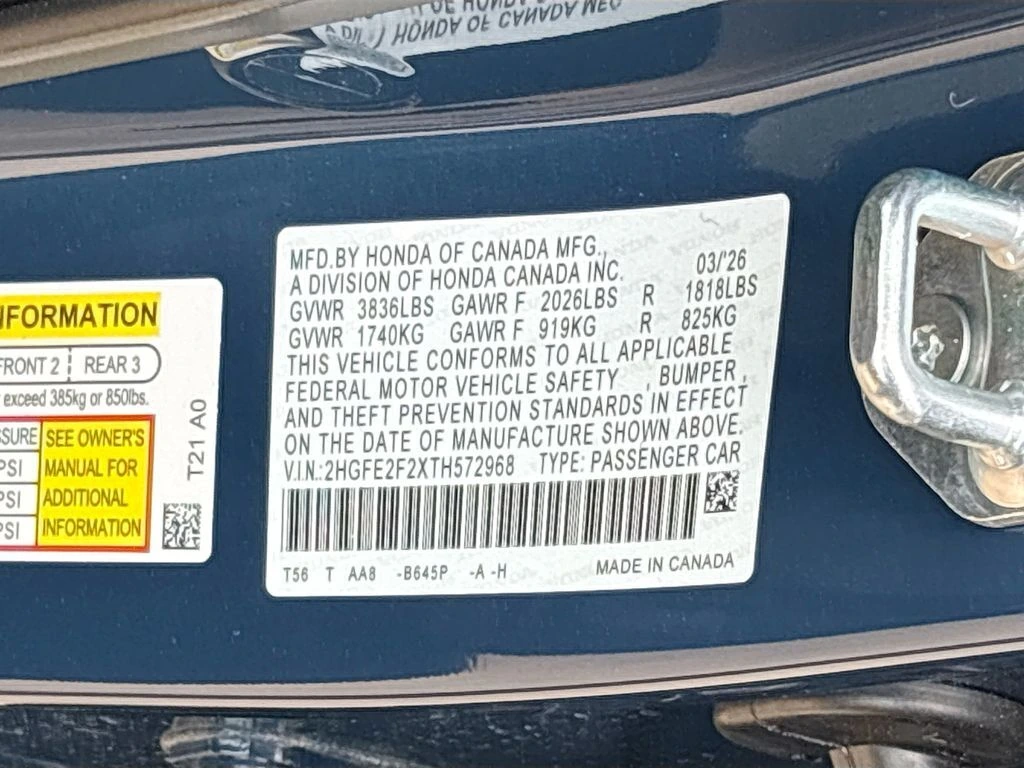 HONDA OF CANADA MFG
MFD.BY HONDA OF CANADA MFG.,
A DIVISION OF HONDA CANADA INC. 03/'26
GVWR 3836LBS GAWR F 2026LBS R 1818LBS
GVWR 1740KG GAWR F 919KG R 825KG
THIS VEHICLE CONFORMS TO ALL APPLICABLE
FEDERAL MOTOR VEHICLE SAFETY , BUMPER,
AND THEFT PREVENTION STANDARDS IN EFFECT
ON THE DATE OF MANUFACTURE SHOWN ABOVE.
V.I.N.:2HGFE2F2XTH572968 TYPE: PASSENGER CAR
T56 T AA8 -B645P -A -H MADE IN CANADA
FRONT 2 REAR 3
exceed 385kg or 850lbs.
SEE OWNER'S
PSI MANUAL FOR
PSI ADDITIONAL
PSI INFORMATION
T21 A0